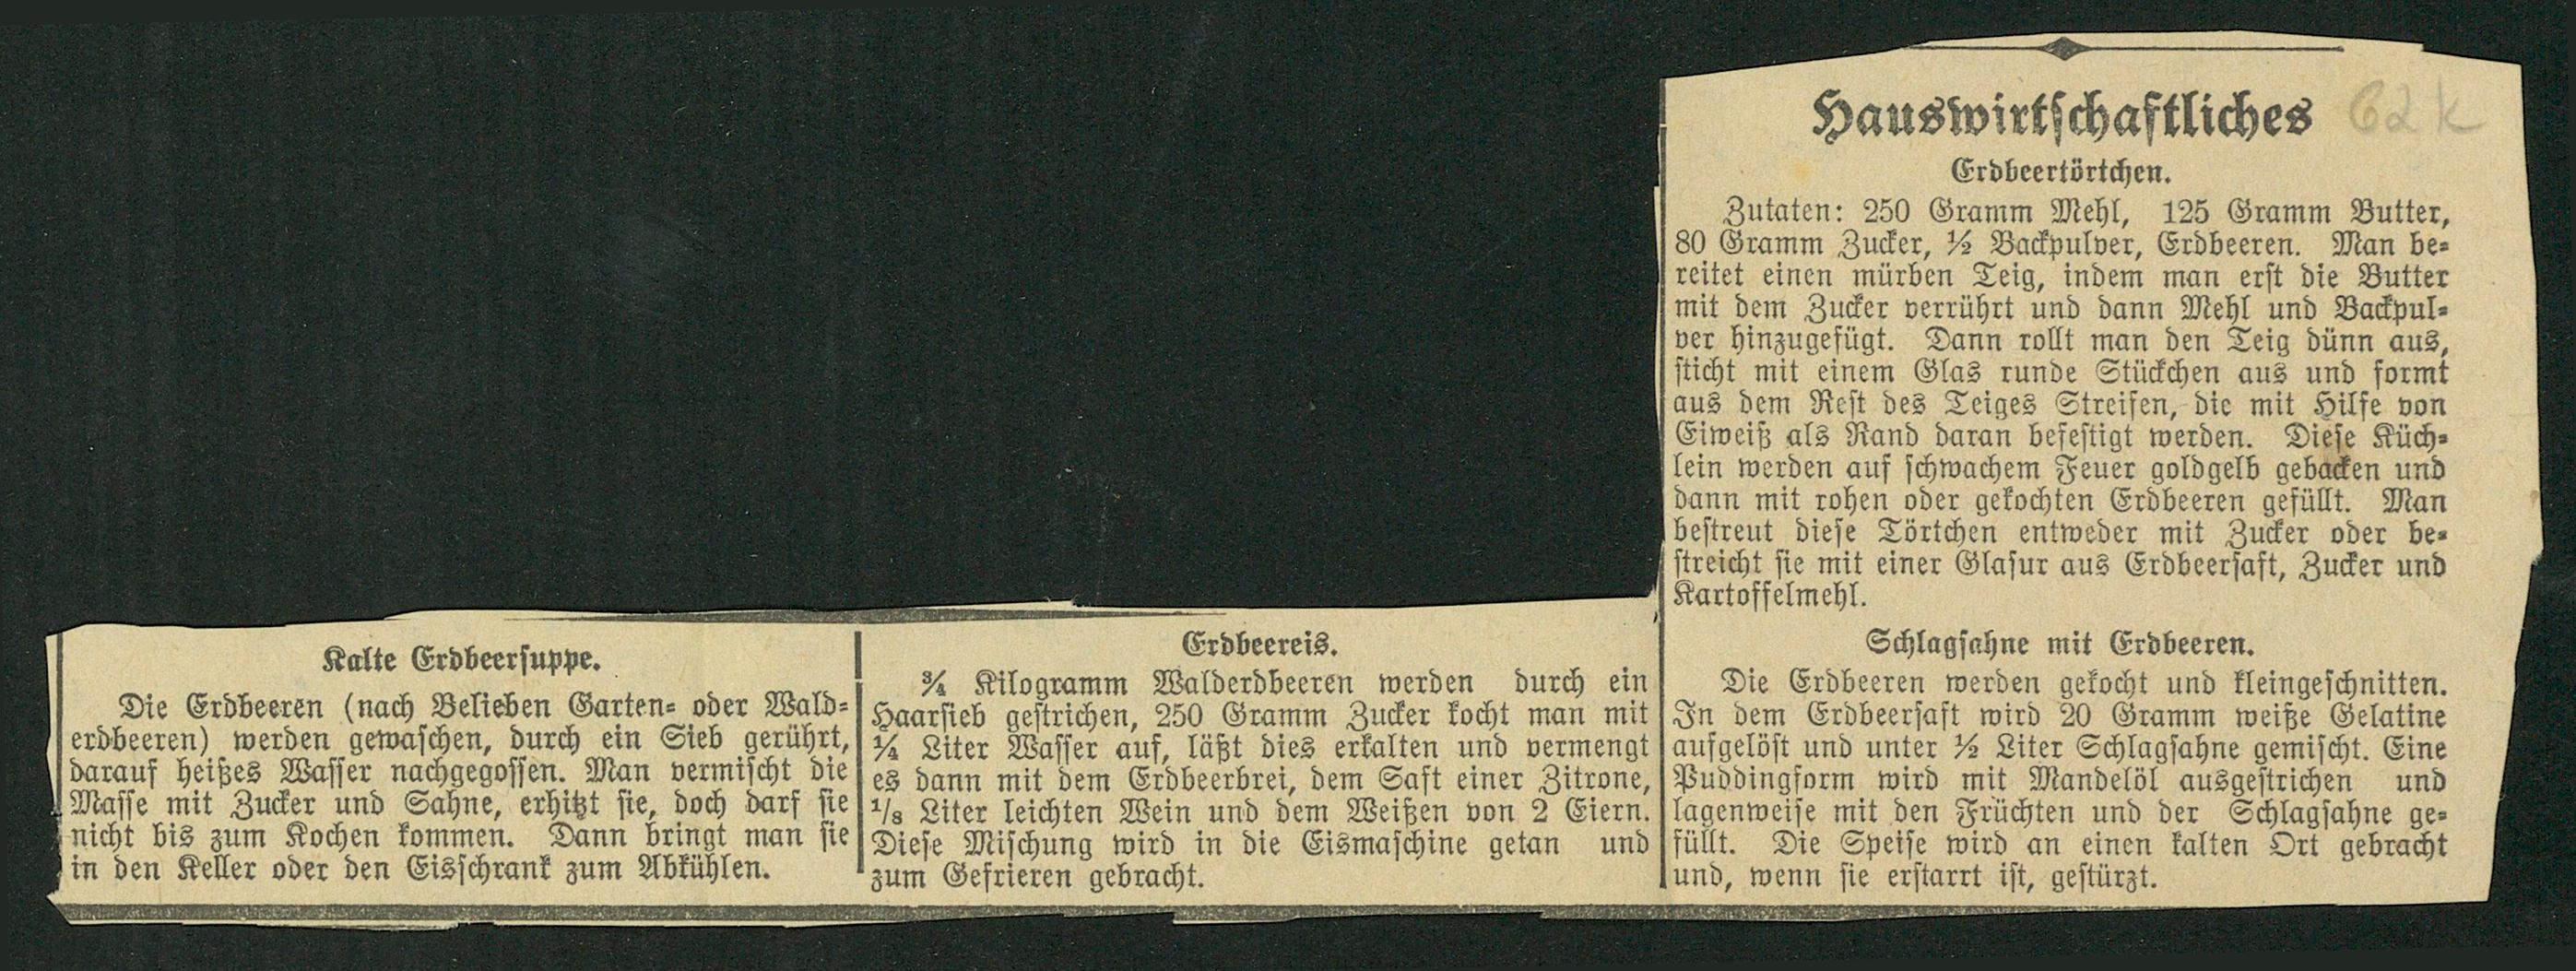 Hauswirtschaftliches 62 k
Erdbeertörtchen.
Zutaten: 250 Gramm Mehl, 125 Gramm Butter,
80 Gramm Zucker, ½ Backpulver, Erdbeeren. Man be-
reitet einen mürben Teig, indem man erst die Butter
mit dem Zucker verrührt und dann Mehl und Backpul-
ver hinzugefügt. Dann rollt man den Teig dünn aus,
sticht mit einem Glas runde Stückchen aus und formt
aus dem Rest des Teiges Streifen, die mit Hilfe von
Eiweiß als Rand daran befestigt werden. Diese Küch-
lein werden auf schwachem Feuer goldgelb gebacken und
dann mit rohen oder gekochten Erdbeeren gefüllt. Man
bestreut diese Törtchen entweder mit Zucker oder be-
streicht sie mit einer Glasur aus Erdbeersaft, Zucker und
Kartoffelmehl.
Schlagsahne mit Erdbeeren.
Die Erdbeeren werden gekocht und kleingeschnitten.
In dem Erdbeersaft wird 20 Gramm weiße Gelatine
aufgelöst und unter ½ Liter Schlagsahne gemischt. Eine
Puddingform wird mit Mandelöl ausgestrichen und
lagenweise mit den Früchten und der Schlagsahne ge-
füllt. Die Speise wird an einen kalten Ort gebracht
und, wenn sie erstarrt ist, gestürzt.
Kalte Erdbeersuppe.
Die Erdbeeren (nach Belieben Garten- oder Wald-
erdbeeren) werden gewaschen, durch ein Sieb gerührt,
darauf heißes Wasser nachgegossen. Man vermischt die
Masse mit Zucker und Sahne, erhitzt sie, doch darf sie
nicht bis zum Kochen kommen. Dann bringt man sie
in den Keller oder den Eisschrank zum Abkühlen.
Erdbeereis.
¾ Kilogramm Walderdbeeren werden durch ein
Haarsieb gestrichen, 250 Gramm Zucker kocht man mit
¼ Liter Wasser auf, läßt dies erkalten und vermengt
es dann mit dem Erdbeerbrei, dem Saft einer Zitrone,
⅛ Liter leichten Wein und dem Weißen von 2 Eiern.
Diese Mischung wird in die Eismaschine getan und
zum Gefrieren gebracht.